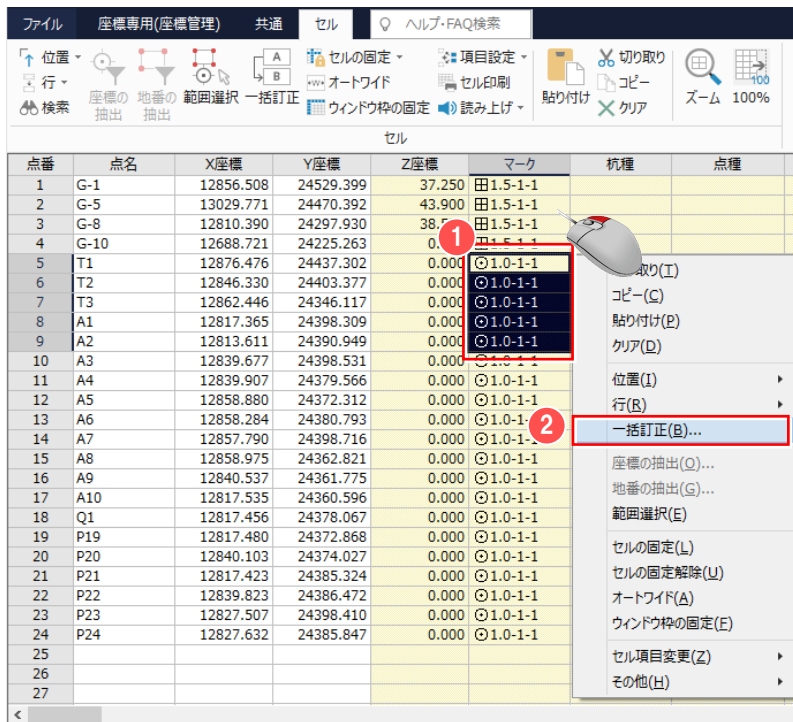 ファイル 座標専用(座標管理) 共通 セル ヘルプ・FAQ検索
位置 座標の抽出 地番の抽出 範囲選択 A B 一括訂正 セルの固定 項目設定 貼り付け 切り取り ズーム 100 100%
行 オートワイド セル印刷 コピー
検索 ウィンドウ枠の固定 読み上げ クリア
セル
点番 点名 X座標 Y座標 Z座標 マーク 杭種 点種
1 G-1 12856.508 24529.399 37.250 1.5-1-1
2 G-5 13029.771 24470.392 43.900 1.5-1-1
3 G-8 12810.390 24297.930 38. 1.5-1-1
4 G-10 12688.721 24225.263 0. 1.5-1-1
1
5 T1 12876.476 24437.302 0.000 1.0-1-1
6 T2 12846.330 24403.377 0.000 1.0-1-1
7 T3 12862.446 24346.117 0.000 1.0-1-1
8 A1 12817.365 24398.309 0.000 1.0-1-1
9 A2 12813.611 24390.949 0.000 1.0-1-1
10 A3 12839.677 24398.531 0.000 1.0-1-1
11 A4 12839.907 24379.566 0.000 1.0-1-1
12 A5 12858.880 24372.312 0.000 1.0-1-1
13 A6 12858.284 24380.793 0.000 1.0-1-
14 A7 12857.790 24398.716 0.000 1.0-1-1
15 A8 12858.975 24362.821 0.000 1.0-1-1
16 A9 12840.537 24361.775 0.000 1.0-1-1
17 A10 12817.535 24360.596 0.000 1.0-1-1
18 Q1 12817.456 24378.067 0.000 1.0-1-1
19 P19 12817.480 24372.868 0.000 1.0-1-1
20 P20 12840.103 24374.027 0.000 1.0-1-1
21 P21 12817.423 24385.324 0.000 1.0-1-1
22 P22 12839.823 24386.472 0.000 1.0-1-1
23 P23 12827.507 24398.410 0.000 1.0-1-1
24 P24 12827.632 24385.847 0.000 1.0-1-1
25
26
27
取り(T)
コピー(C)
貼り付け(P)
クリア(D)
位置(I)
行(R)
2
一括訂正(B)...
座標の抽出(O)...
地番の抽出(G)...
範囲選択(E)
セルの固定(L)
セルの固定解除(U)
オートワイド(A)
ウィンドウ枠の固定(F)
セル項目変更(Z)
その他(H)